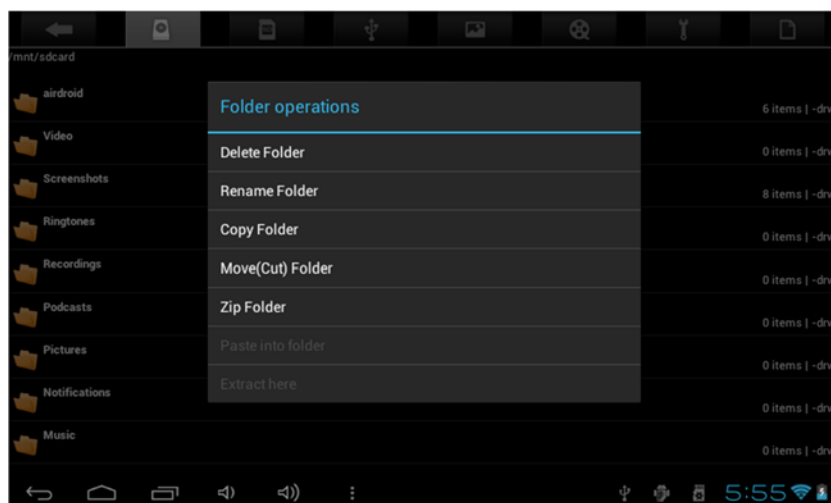 /mnt/sdcard
airdroid
6 items | -drw
Video
0 items | -drw
Screenshots
8 items | -drw
Ringtones
0 items | -drw
Recordings
0 items | -drw
Podcasts
0 items | -drw
Pictures
0 items | -drw
Notifications
0 items | -drw
Music
0 items | -drw
Folder operations
Delete Folder
Rename Folder
Copy Folder
Move(Cut) Folder
Zip Folder
Paste into folder
Extract here
5:55